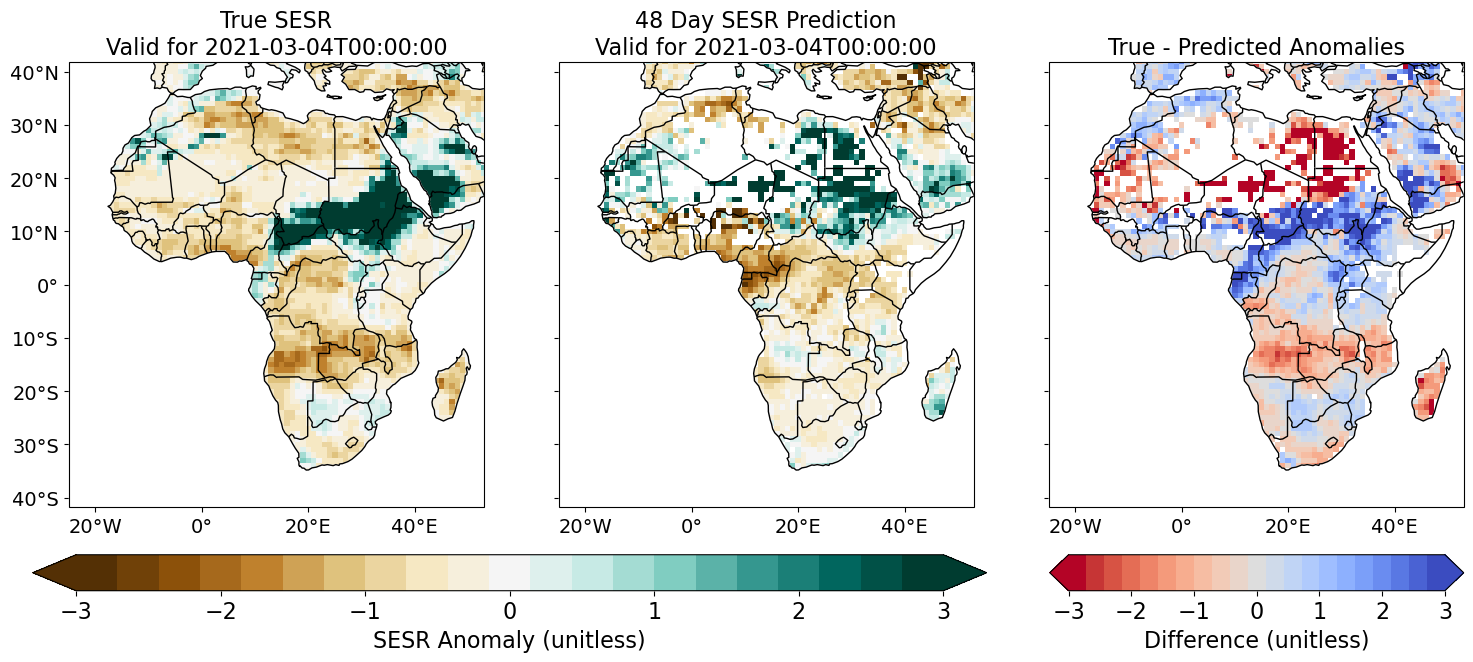 True SESR
Valid for 2021-03-04T00:00:00
48 Day SESR Prediction
Valid for 2021-03-04T00:00:00
True - Predicted Anomalies
40°N
30°N
20°N
10°N
0°
10°S
20°S
30°S
40°S
20°W 0° 20°E 40°E
20°W 0° 20°E 40°E
20°W 0° 20°E 40°E
−3 −2 −1 0 1 2 3
SESR Anomaly (unitless)
−3 −2 −1 0 1 2 3
Difference (unitless)